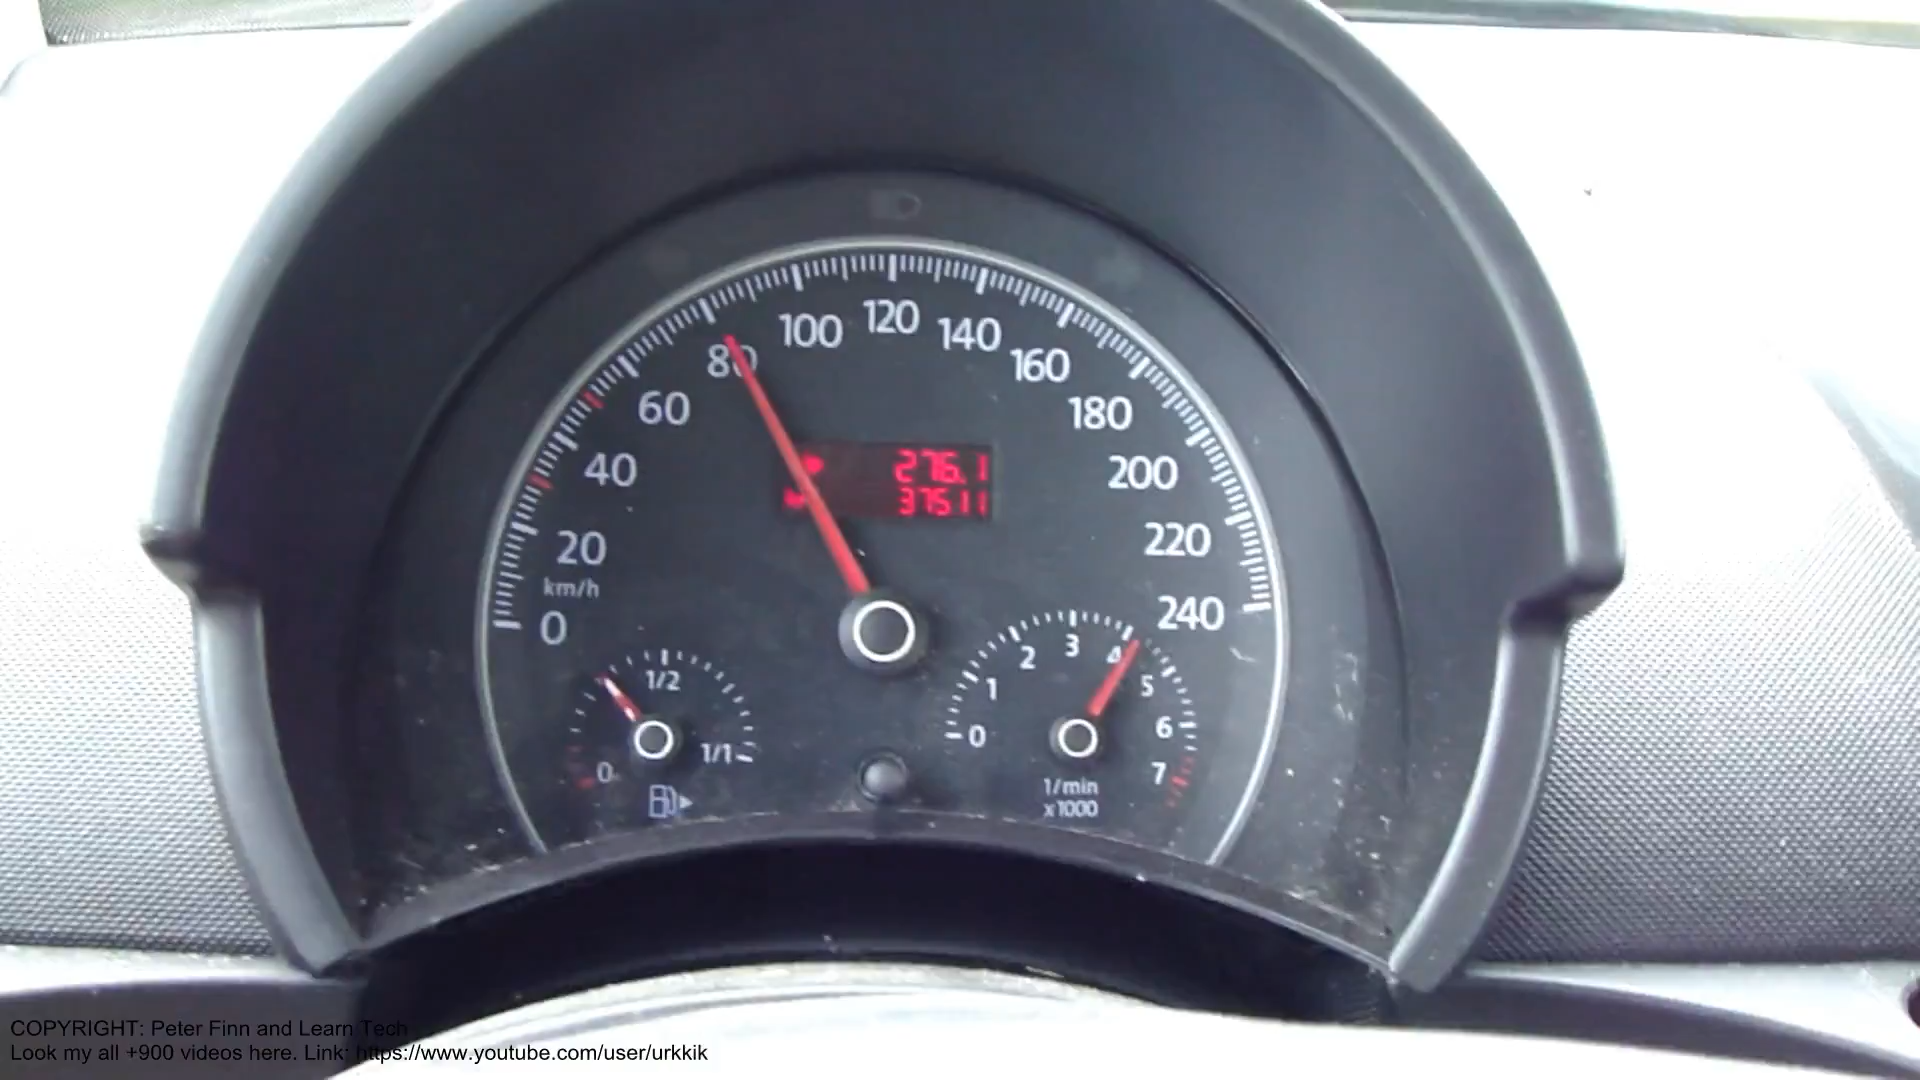 100 120 140
80 160
60 180
276.1
37511
40 200
20 220
km/h
0 240
1/2
0 1/1
0 1 2 3 4 5 6 7
1/min
x1000
COPYRIGHT: Peter Finn and Learn Tech
Look my all +900 videos here. Link: https://www.youtube.com/user/urkkik